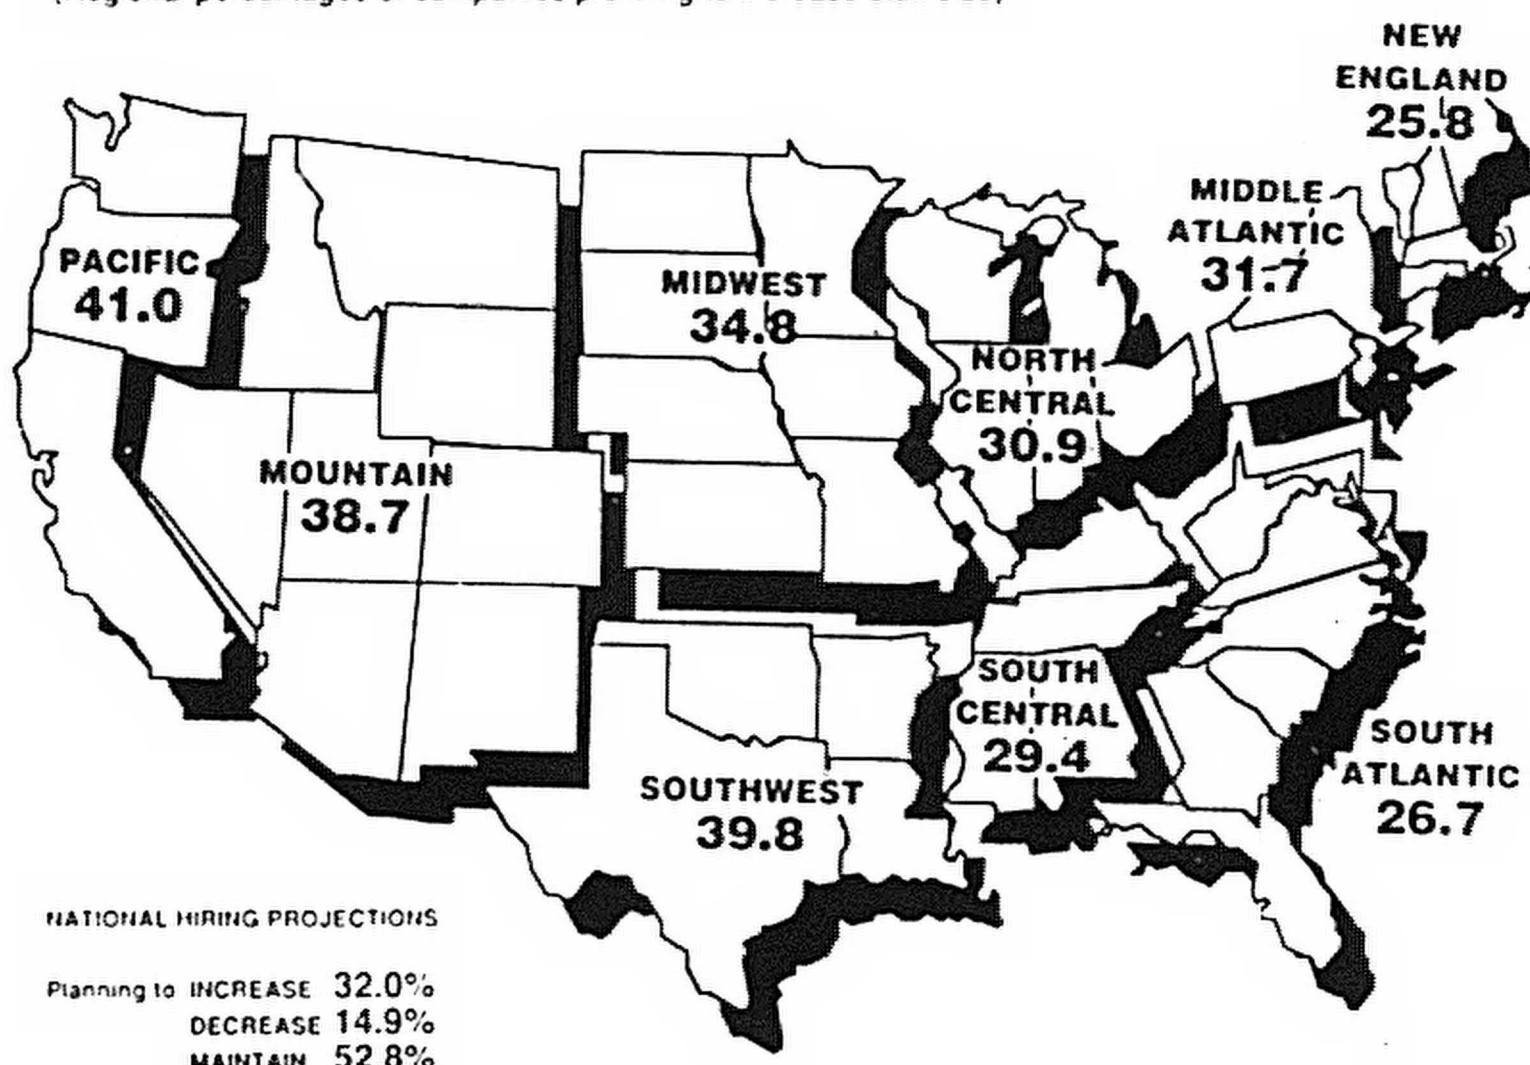 NEW
ENGLAND
25.8
MIDDLE
ATLANTIC
31.7
PACIFIC
41.0
MIDWEST
34.8
NORTH
CENTRAL
30.9
MOUNTAIN
38.7
SOUTH
CENTRAL
29.4
SOUTH
ATLANTIC
26.7
SOUTHWEST
39.8
NATIONAL HIRING PROJECTIONS
Planning to INCREASE 32.0%
DECREASE 14.9%
MAINTAIN 52.8%